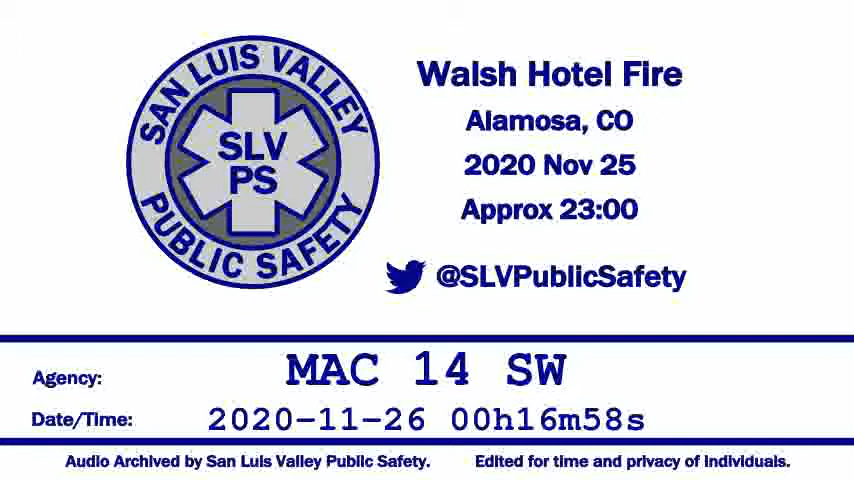 SAN LUIS VALLEY
SLV
PS
PUBLIC SAFETY
Walsh Hotel Fire
Alamosa, CO
2020 Nov 25
Approx 23:00
@SLVPublicSafety
Agency: MAC 14 SW
Date/Time: 2020-11-26 00h16m58s
Audio Archived by San Luis Valley Public Safety. Edited for time and privacy of individuals.